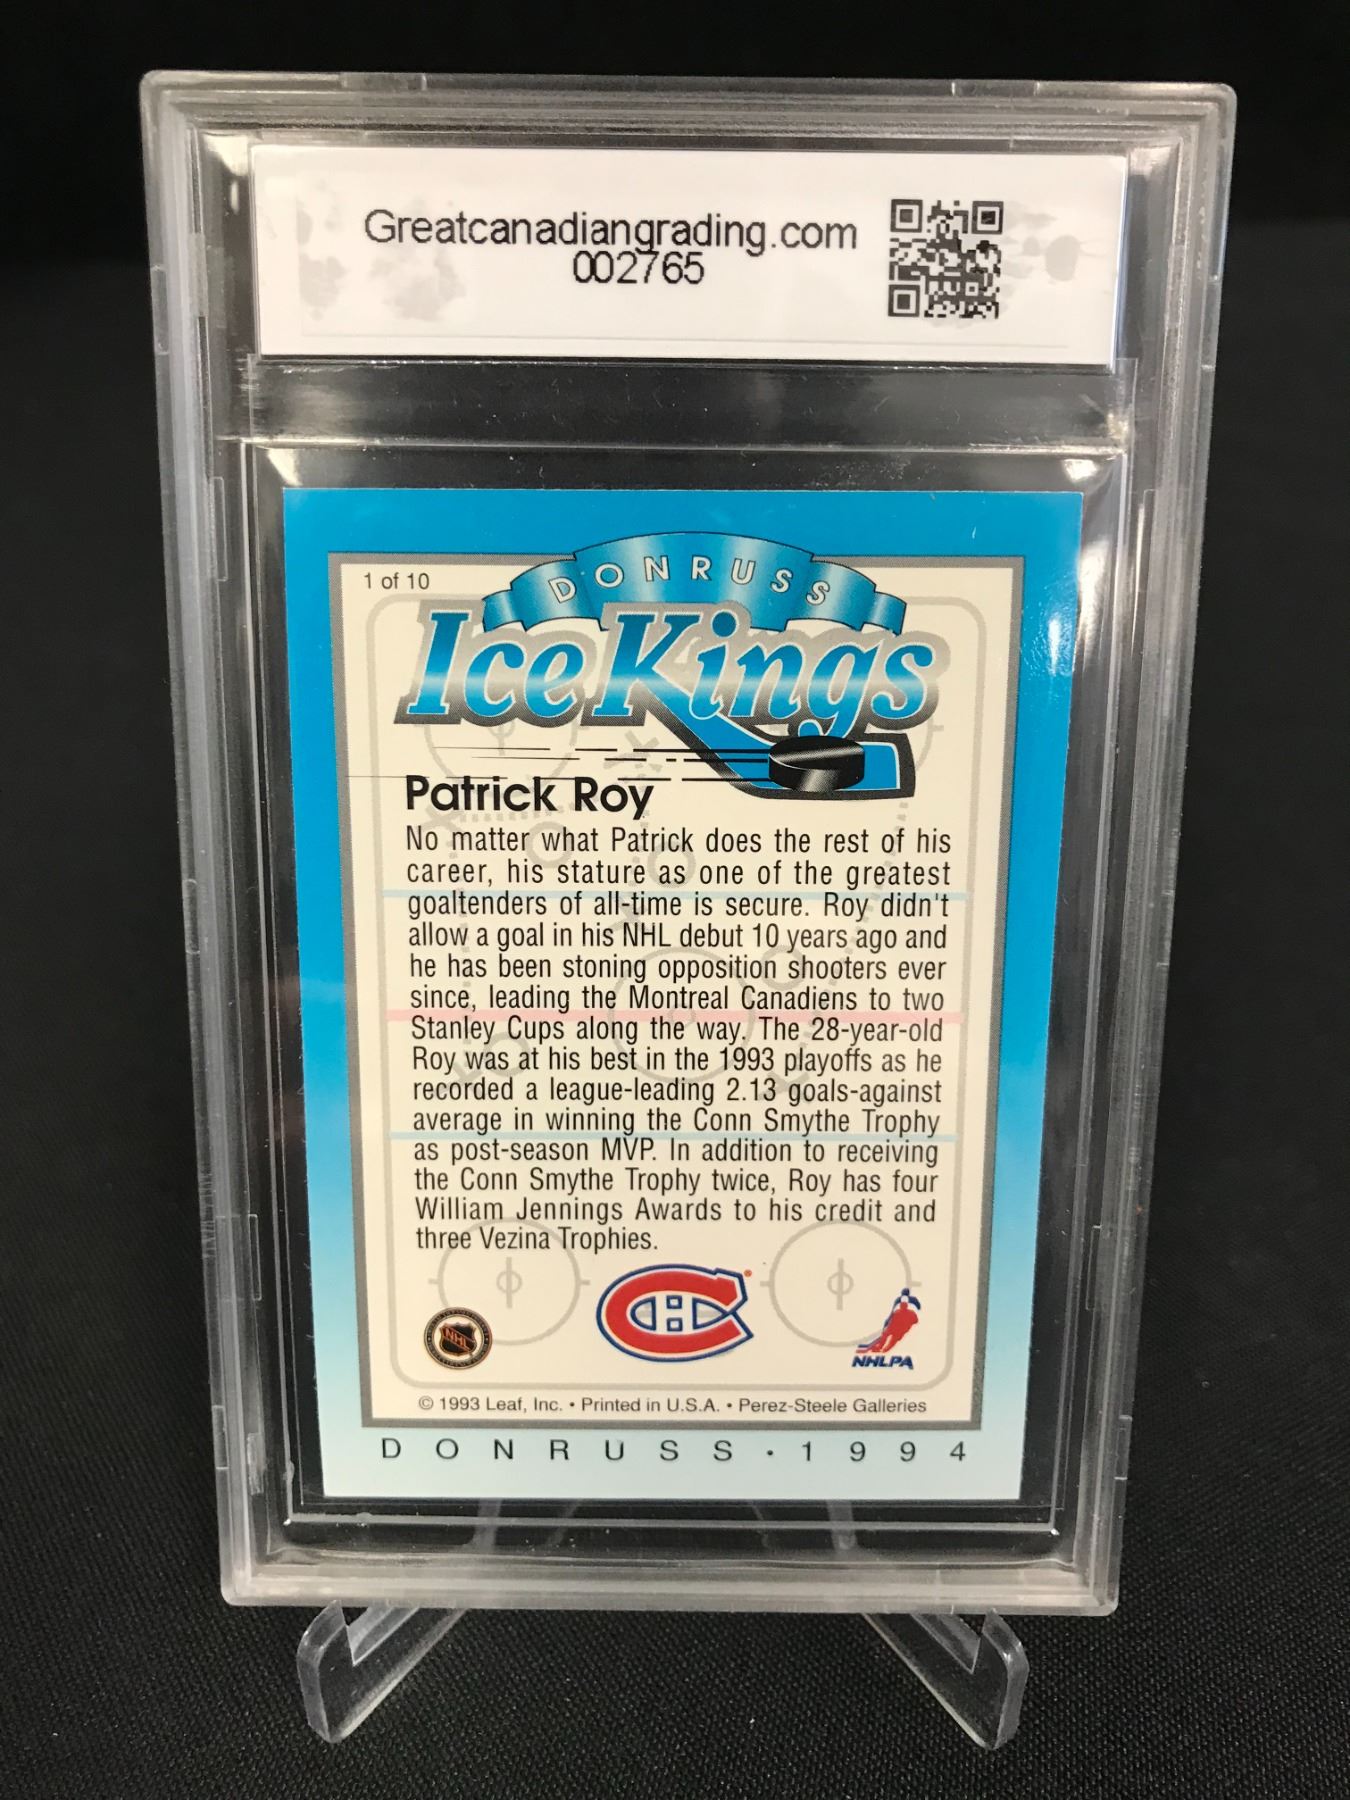 Greatcanadiangrading.com
002765
DONRUSS
1 of 10
Ice Kings
Patrick Roy
No matter what Patrick does the rest of his
career, his stature as one of the greatest
goaltenders of all-time is secure. Roy didn't
allow a goal in his NHL debut 10 years ago and
he has been stoning opposition shooters ever
since, leading the Montreal Canadiens to two
Stanley Cups along the way. The 28-year-old
Roy was at his best in the 1993 playoffs as he
recorded a league-leading 2.13 goals-against
average in winning the Conn Smythe Trophy
as post-season MVP. In addition to receiving
the Conn Smythe Trophy twice, Roy has four
William Jennings Awards to his credit and
three Vezina Trophies.
NHL
NHLPA
© 1993 Leaf, Inc. • Printed in U.S.A. • Perez-Steele Galleries
DONRUSS • 1994